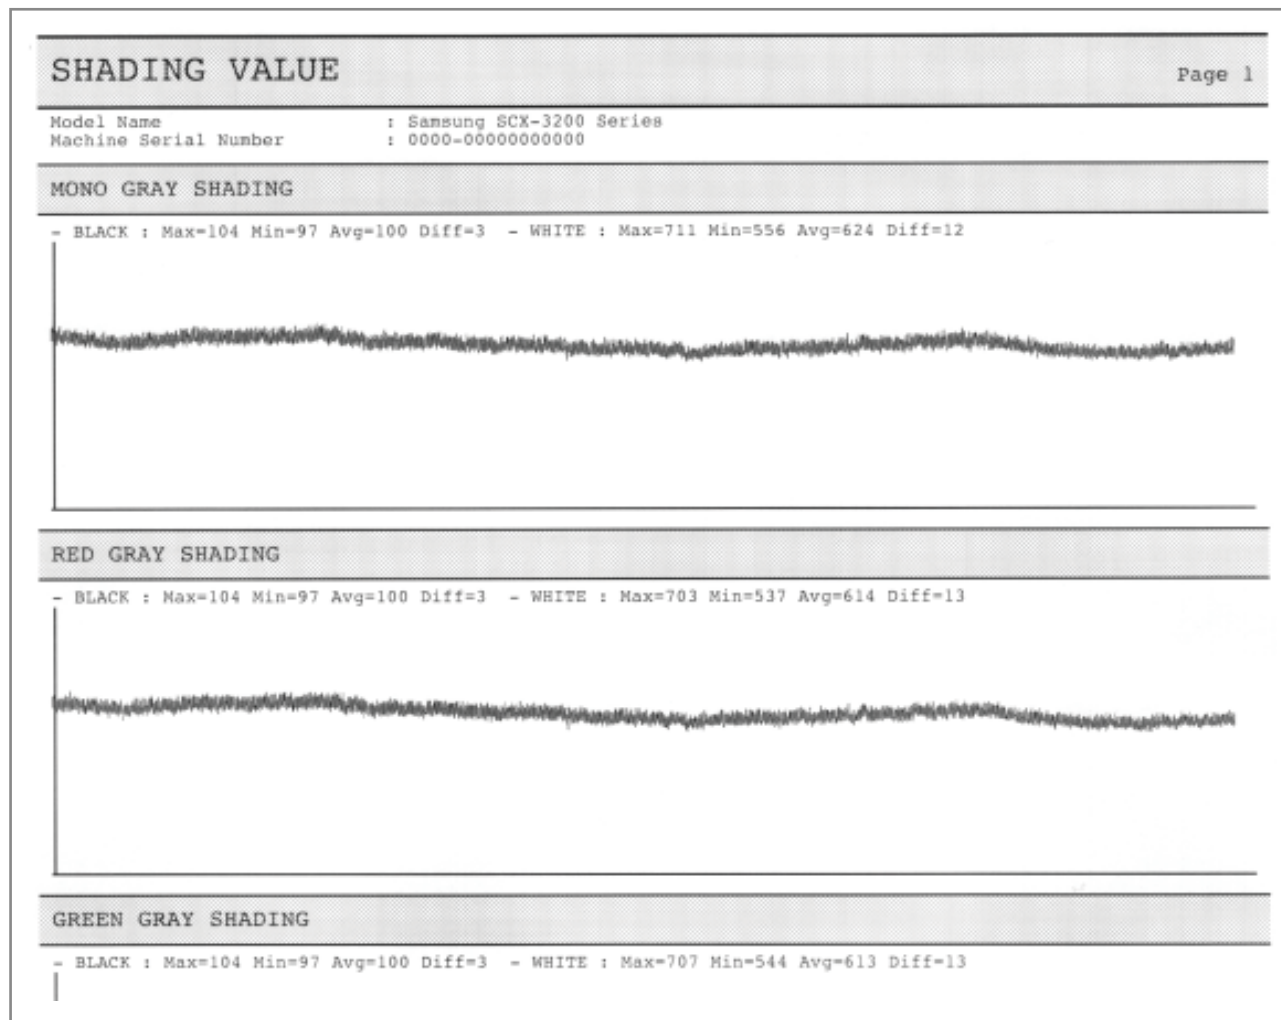 SHADING VALUE Page 1
Model Name : Samsung SCX-3200 Series
Machine Serial Number : 0000-00000000000
MONO GRAY SHADING
- BLACK : Max=104 Min=97 Avg=100 Diff=3 - WHITE : Max=711 Min=556 Avg=624 Diff=12
RED GRAY SHADING
- BLACK : Max=104 Min=97 Avg=100 Diff=3 - WHITE : Max=703 Min=537 Avg=614 Diff=13
GREEN GRAY SHADING
- BLACK : Max=104 Min=97 Avg=100 Diff=3 - WHITE : Max=707 Min=544 Avg=613 Diff=13